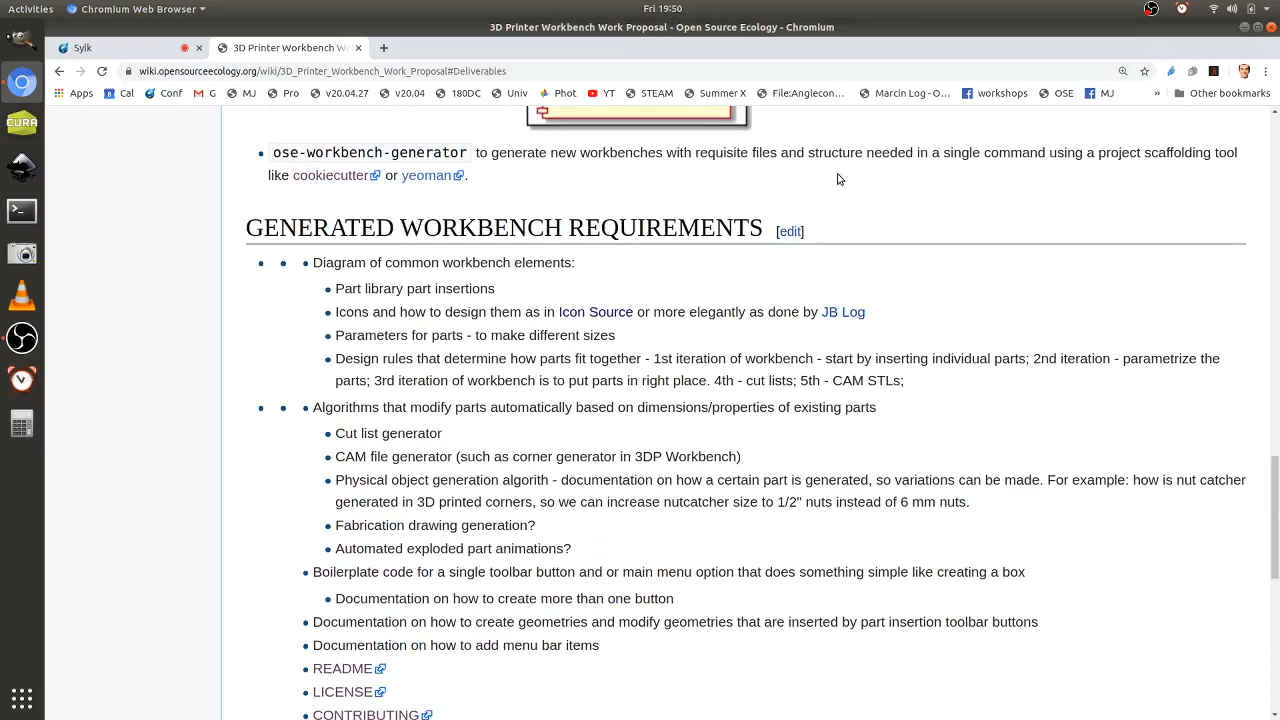 Activities Chromium Web Browser Fri 19:50
3D Printer Workbench Work Proposal - Open Source Ecology - Chromium
Sylk 3D Printer Workbench W
wiki.opensourceecology.org/wiki/3D_Printer_Workbench_Work_Proposal#Deliverables
Apps Cal Conf G MJ Pro v20.04.27 v20.04 180DC Univ Phot YT STEAM Summer X File:Anglecon... Marcin Log - O... workshops OSE MJ » Other bookmarks
CURA
ose-workbench-generator to generate new workbenches with requisite files and structure needed in a single command using a project scaffolding tool
like cookiecutter or yeoman.
GENERATED WORKBENCH REQUIREMENTS [edit]
Diagram of common workbench elements:
Part library part insertions
Icons and how to design them as in Icon Source or more elegantly as done by JB Log
Parameters for parts - to make different sizes
Design rules that determine how parts fit together - 1st iteration of workbench - start by inserting individual parts; 2nd iteration - parametrize the
parts; 3rd iteration of workbench is to put parts in right place. 4th - cut lists; 5th - CAM STLs;
Algorithms that modify parts automatically based on dimensions/properties of existing parts
Cut list generator
CAM file generator (such as corner generator in 3DP Workbench)
Physical object generation algorith - documentation on how a certain part is generated, so variations can be made. For example: how is nut catcher
generated in 3D printed corners, so we can increase nutcatcher size to 1/2" nuts instead of 6 mm nuts.
Fabrication drawing generation?
Automated exploded part animations?
Boilerplate code for a single toolbar button and or main menu option that does something simple like creating a box
Documentation on how to create more than one button
Documentation on how to create geometries and modify geometries that are inserted by part insertion toolbar buttons
Documentation on how to add menu bar items
README
LICENSE
CONTRIBUTING